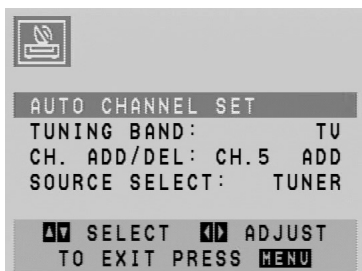 AUTO CHANNEL SET
TUNING BAND: TV
CH. ADD/DEL: CH.5 ADD
SOURCE SELECT: TUNER
▲▼ SELECT ◀▶ ADJUST
TO EXIT PRESS MENU